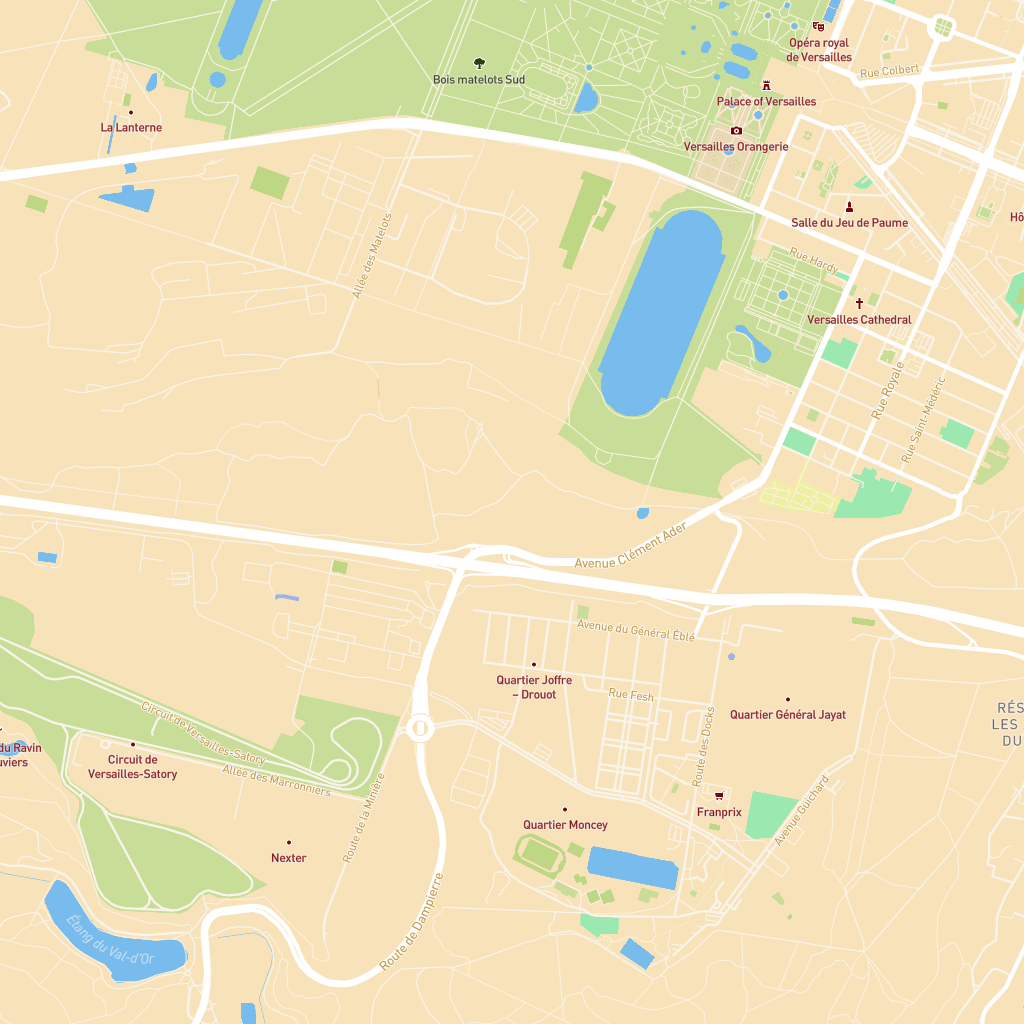 Opéra royal
de Versailles
Rue Colbert
Bois matelots Sud
Palace of Versailles
La Lanterne
Versailles Orangerie
Salle du Jeu de Paume
Allée des Matelots
Rue Hardy
Versailles Cathedral
Rue Royale
Rue Saint-Médéric
Avenue Clément Ader
Avenue du Général Éblé
Quartier Joffre
– Drouot
Rue Fesh
Quartier Général Jayat
Circuit de Versailles-Satory
Route des Docks
Circuit de
Versailles-Satory
Allée des Marronniers
Route de la Minière
Franprix
Avenue Guichard
Quartier Moncey
Nexter
Route de Dampierre
Étang du Val-d'Or
du Ravin
LES
DU